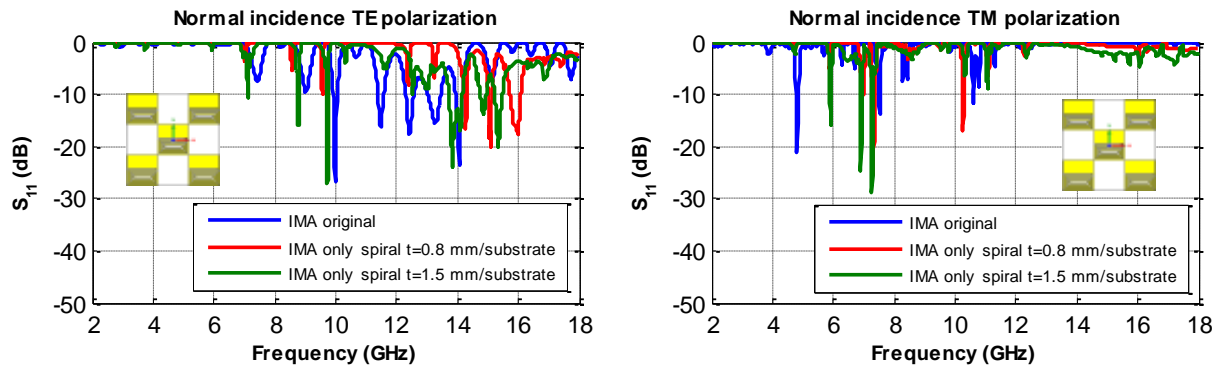 Normal incidence TE polarization
0
-10
-20
-30
-40
-50
S11 (dB)
IMA original
IMA only spiral t=0.8 mm/substrate
IMA only spiral t=1.5 mm/substrate
2 4 6 8 10 12 14 16 18
Frequency (GHz)
Normal incidence TM polarization
0
-10
-20
-30
-40
-50
S11 (dB)
IMA original
IMA only spiral t=0.8 mm/substrate
IMA only spiral t=1.5 mm/substrate
2 4 6 8 10 12 14 16 18
Frequency (GHz)